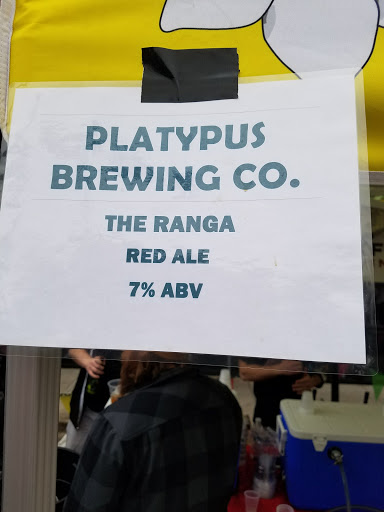 PLATYPUS
BREWING CO.
THE RANGA
RED ALE
7% ABV